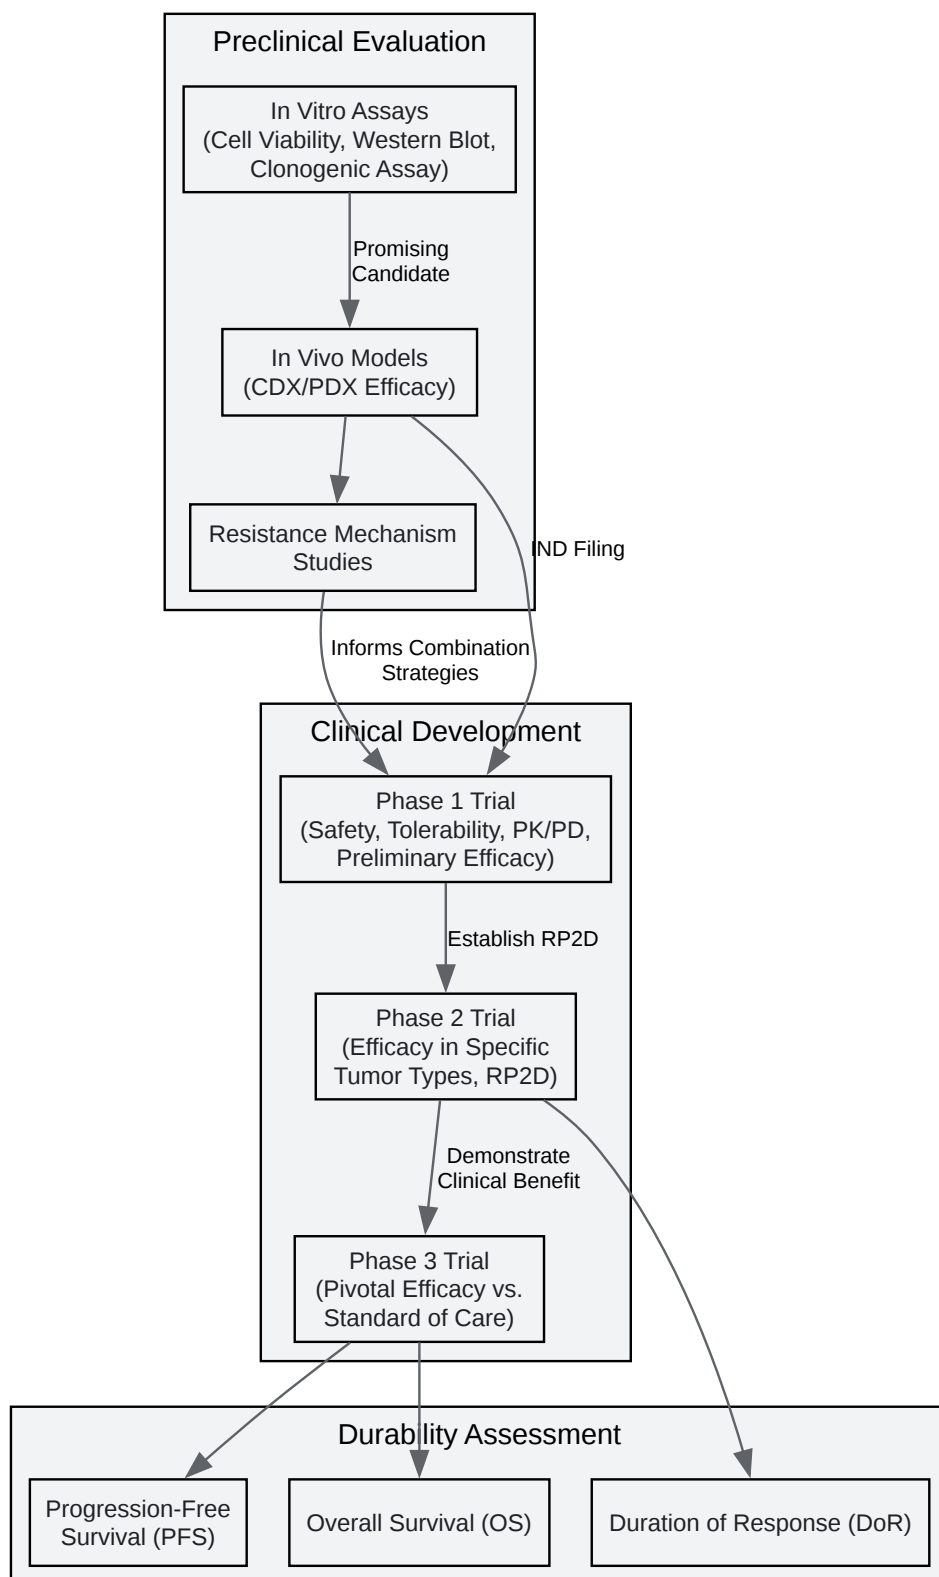 Preclinical Evaluation
In Vitro Assays
(Cell Viability, Western Blot,
Clonogenic Assay)
Promising
Candidate
In Vivo Models
(CDX/PDX Efficacy)
Resistance Mechanism
Studies
IND Filing
Informs Combination
Strategies
Clinical Development
Phase 1 Trial
(Safety, Tolerability, PK/PD,
Preliminary Efficacy)
Establish RP2D
Phase 2 Trial
(Efficacy in Specific
Tumor Types, RP2D)
Demonstrate
Clinical Benefit
Phase 3 Trial
(Pivotal Efficacy vs.
Standard of Care)
Durability Assessment
Progression-Free
Survival (PFS)
Overall Survival (OS)
Duration of Response (DoR)